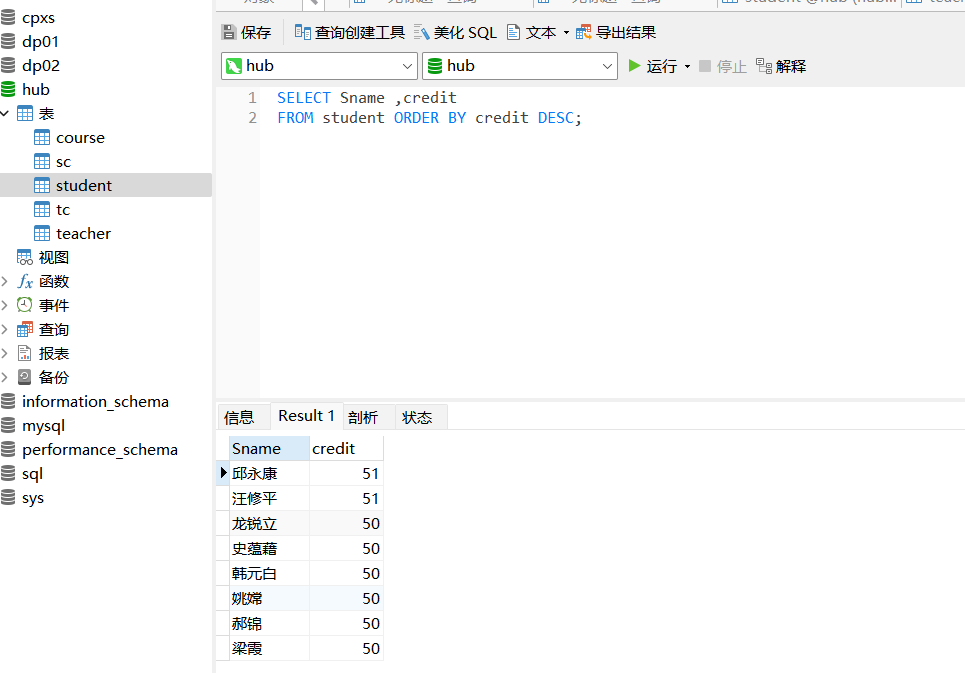 cpxs
dp01
dp02
hub
表
course
sc
student
tc
teacher
视图
函数
事件
查询
报表
备份
information_schema
mysql
performance_schema
sql
sys
保存 查询创建工具 美化 SQL 文本 导出结果
hub hub 运行 停止 解释
1 SELECT Sname ,credit
2 FROM student ORDER BY credit DESC;
信息 Result 1 剖析 状态
Sname credit
邱永康 51
汪修平 51
龙锐立 50
史蕴藉 50
韩元白 50
姚嫦 50
郝锦 50
梁霞 50